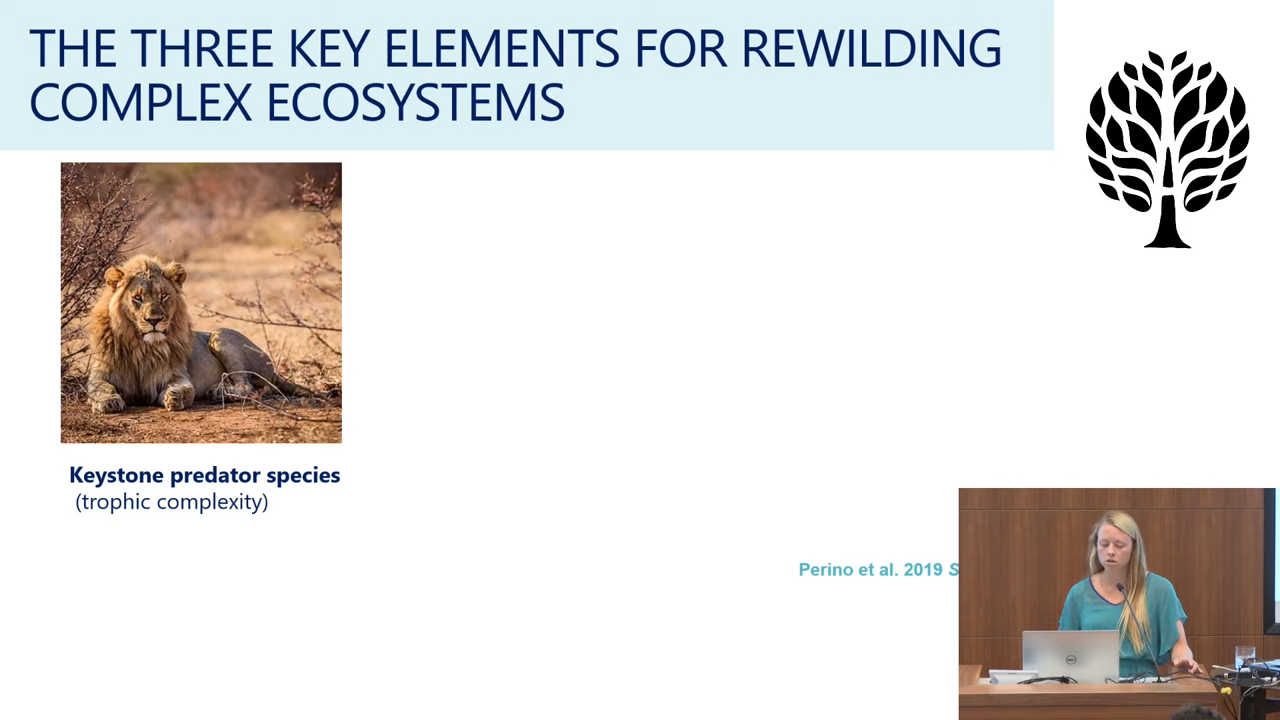 THE THREE KEY ELEMENTS FOR REWILDING
COMPLEX ECOSYSTEMS
Keystone predator species
(trophic complexity)
Perino et al. 2019 S